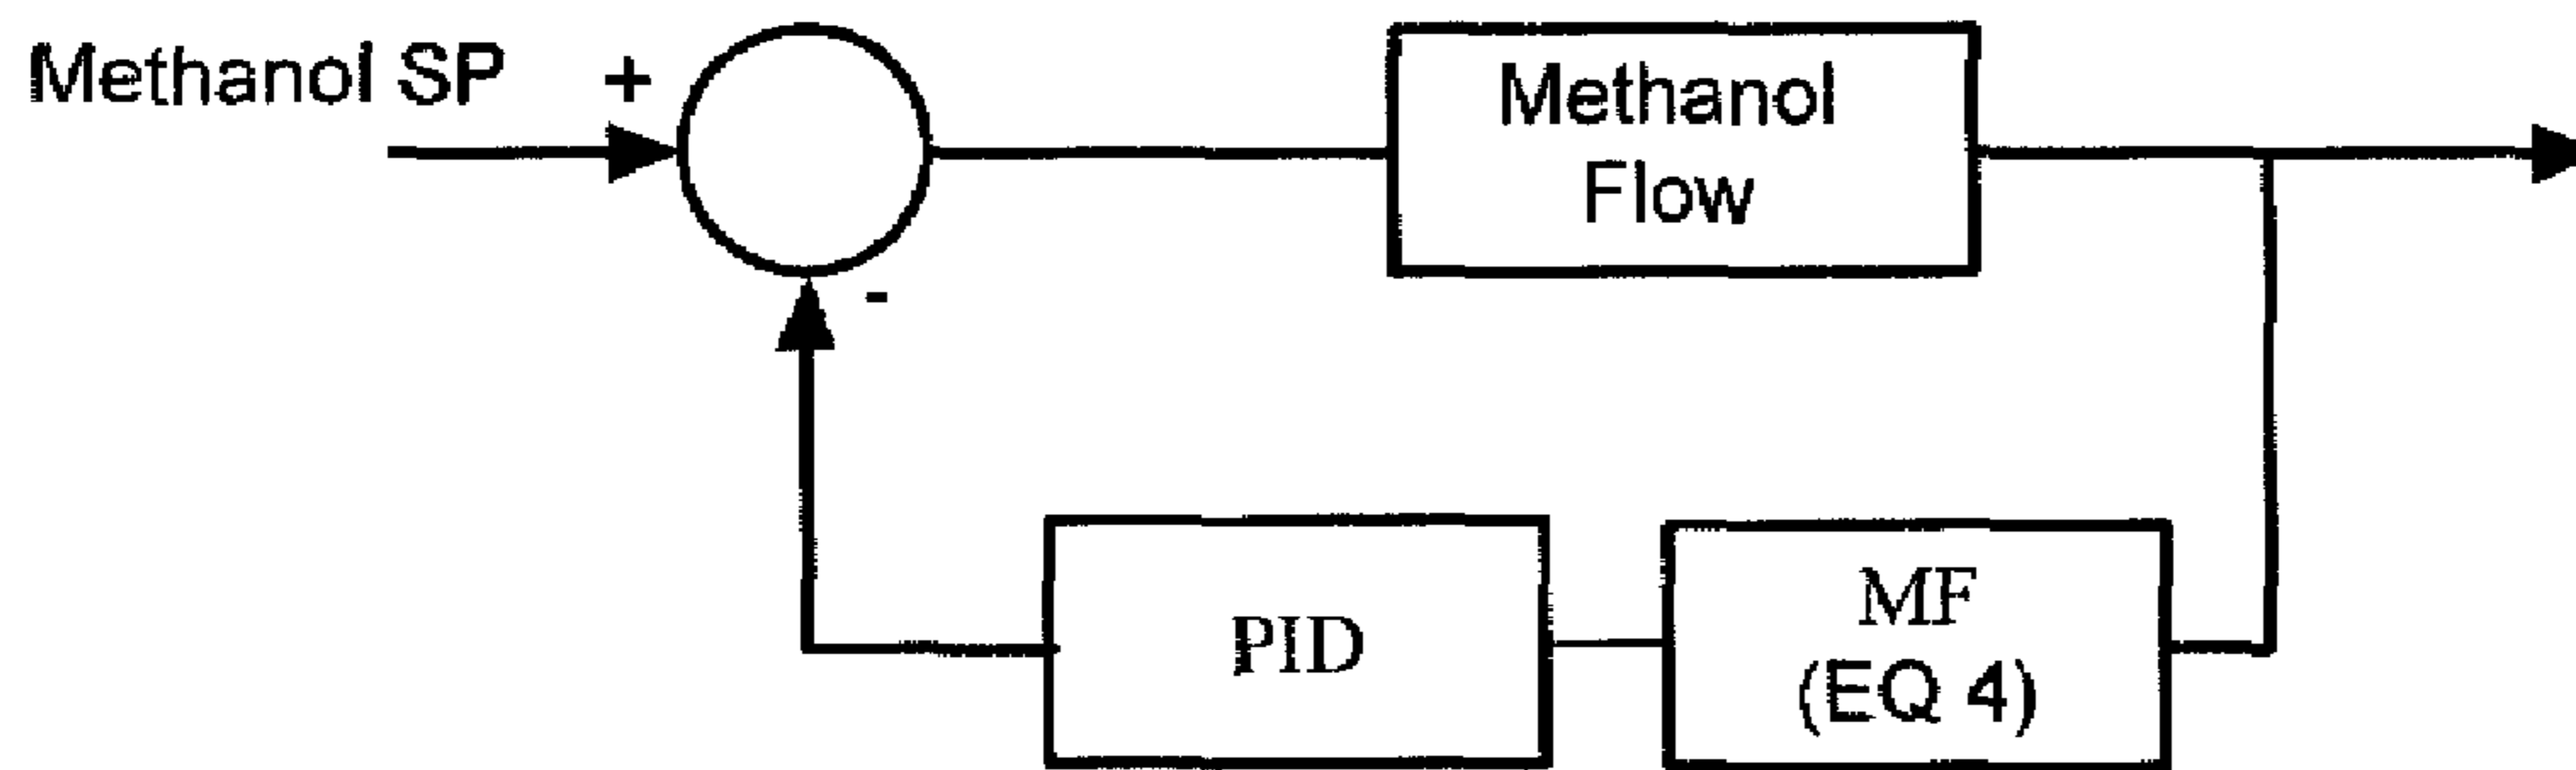 Methanol SP +
Methanol
Flow
-
PID
MF
(EQ 4)